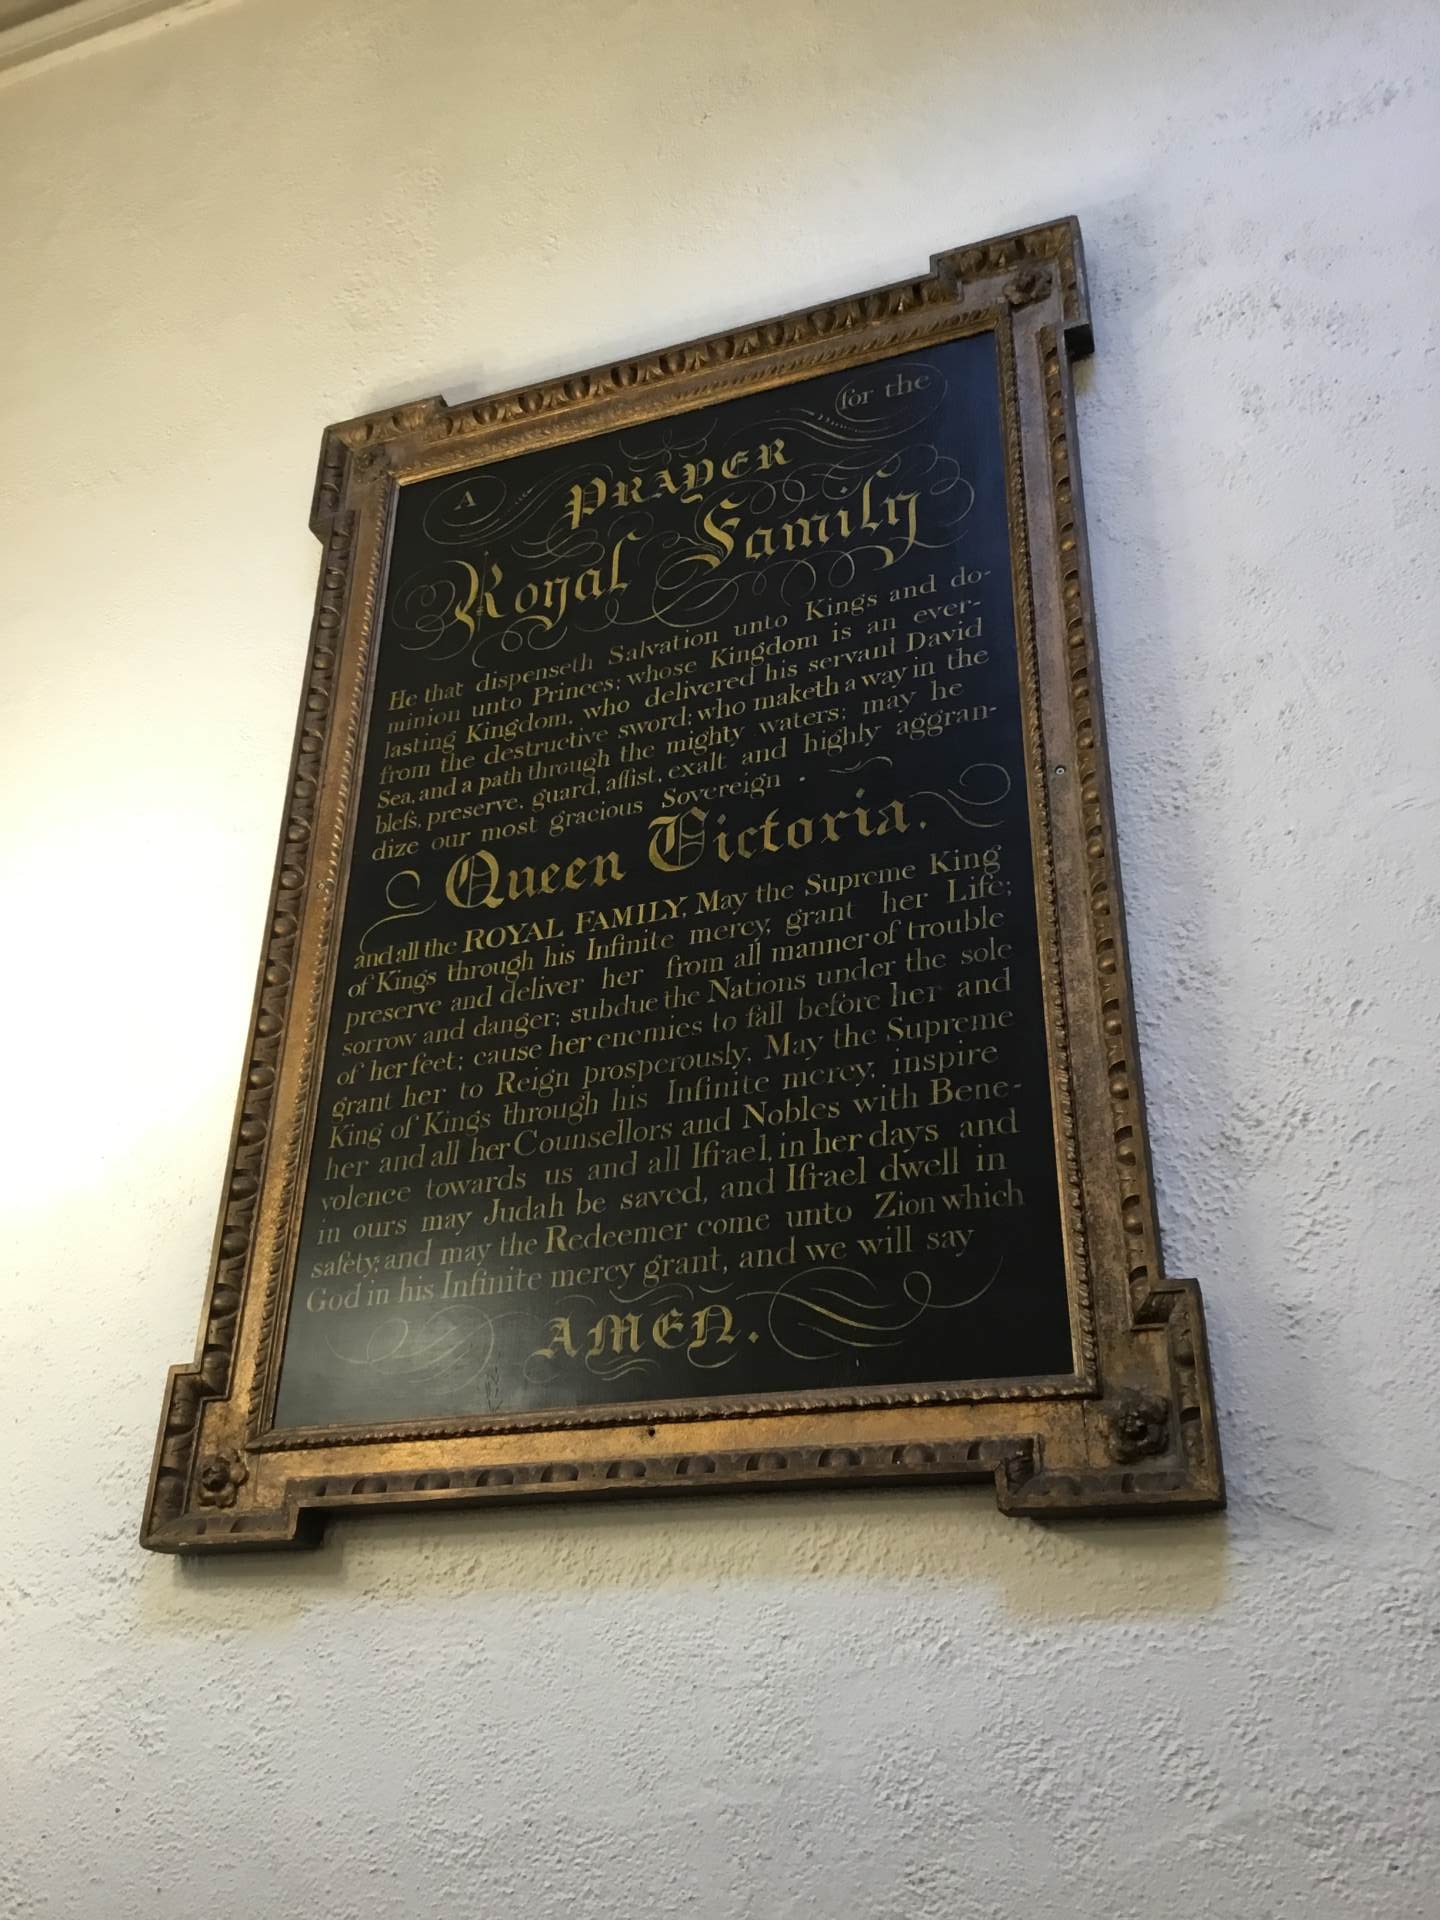 A PRAYER for the
Royal Family
He that dispenseth Salvation unto Kings and do-
minion unto Princes; whose Kingdom is an ever-
lasting Kingdom, who delivered his servant David
from the destructive sword; who maketh a way in the
Sea, and a path through the mighty waters; may he
bleſs, preserve, guard, aſſist, exalt and highly aggran-
dize our most gracious Sovereign
Queen Victoria.
and all the ROYAL FAMILY, May the Supreme King
of Kings through his Infinite mercy, grant her Life;
preserve and deliver her from all manner of trouble
sorrow and danger; subdue the Nations under the sole
of her feet; cause her enemies to fall before her and
grant her to Reign prosperously, May the Supreme
King of Kings through his Infinite mercy, inspire
her and all her Counsellors and Nobles with Bene-
volence towards us and all Iſrael, in her days and
in ours may Judah be saved, and Iſrael dwell in
safety; and may the Redeemer come unto Zion which
God in his Infinite mercy grant, and we will say
AMEN.